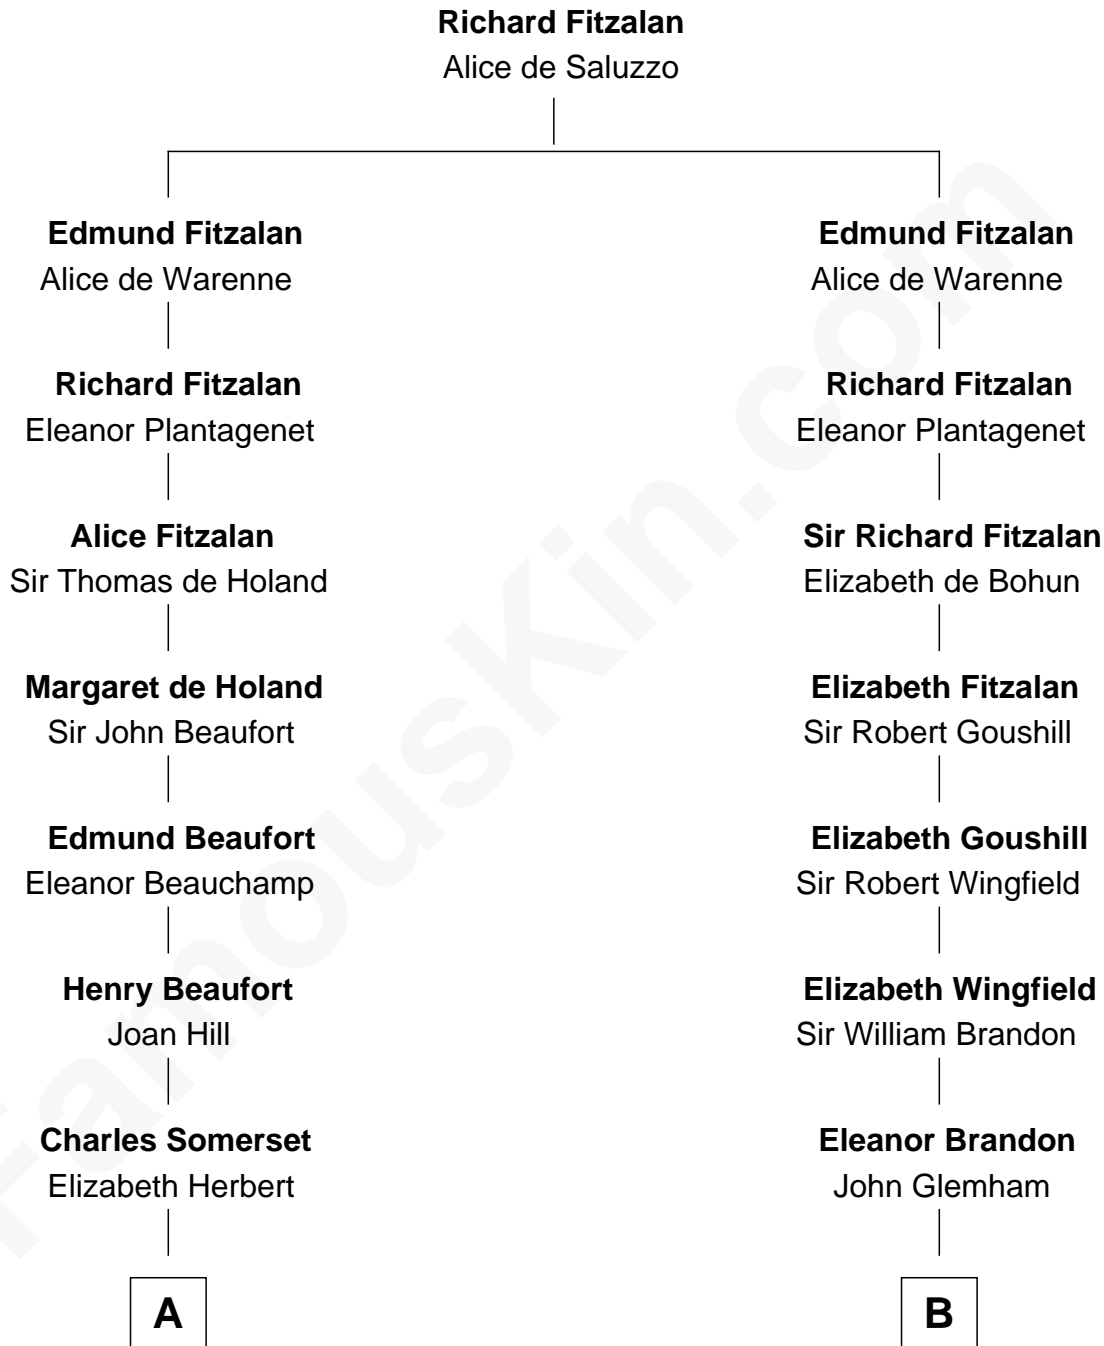 Richard Fitzalan
Alice de Saluzzo
Edmund Fitzalan
Alice de Warenne
Richard Fitzalan
Eleanor Plantagenet
Alice Fitzalan
Sir Thomas de Holand
Margaret de Holand
Sir John Beaufort
Edmund Beaufort
Eleanor Beauchamp
Henry Beaufort
Joan Hill
Charles Somerset
Elizabeth Herbert
A
Edmund Fitzalan
Alice de Warenne
Richard Fitzalan
Eleanor Plantagenet
Sir Richard Fitzalan
Elizabeth de Bohun
Elizabeth Fitzalan
Sir Robert Goushill
Elizabeth Goushill
Sir Robert Wingfield
Elizabeth Wingfield
Sir William Brandon
Eleanor Brandon
John Glemham
B
FamousKin.com